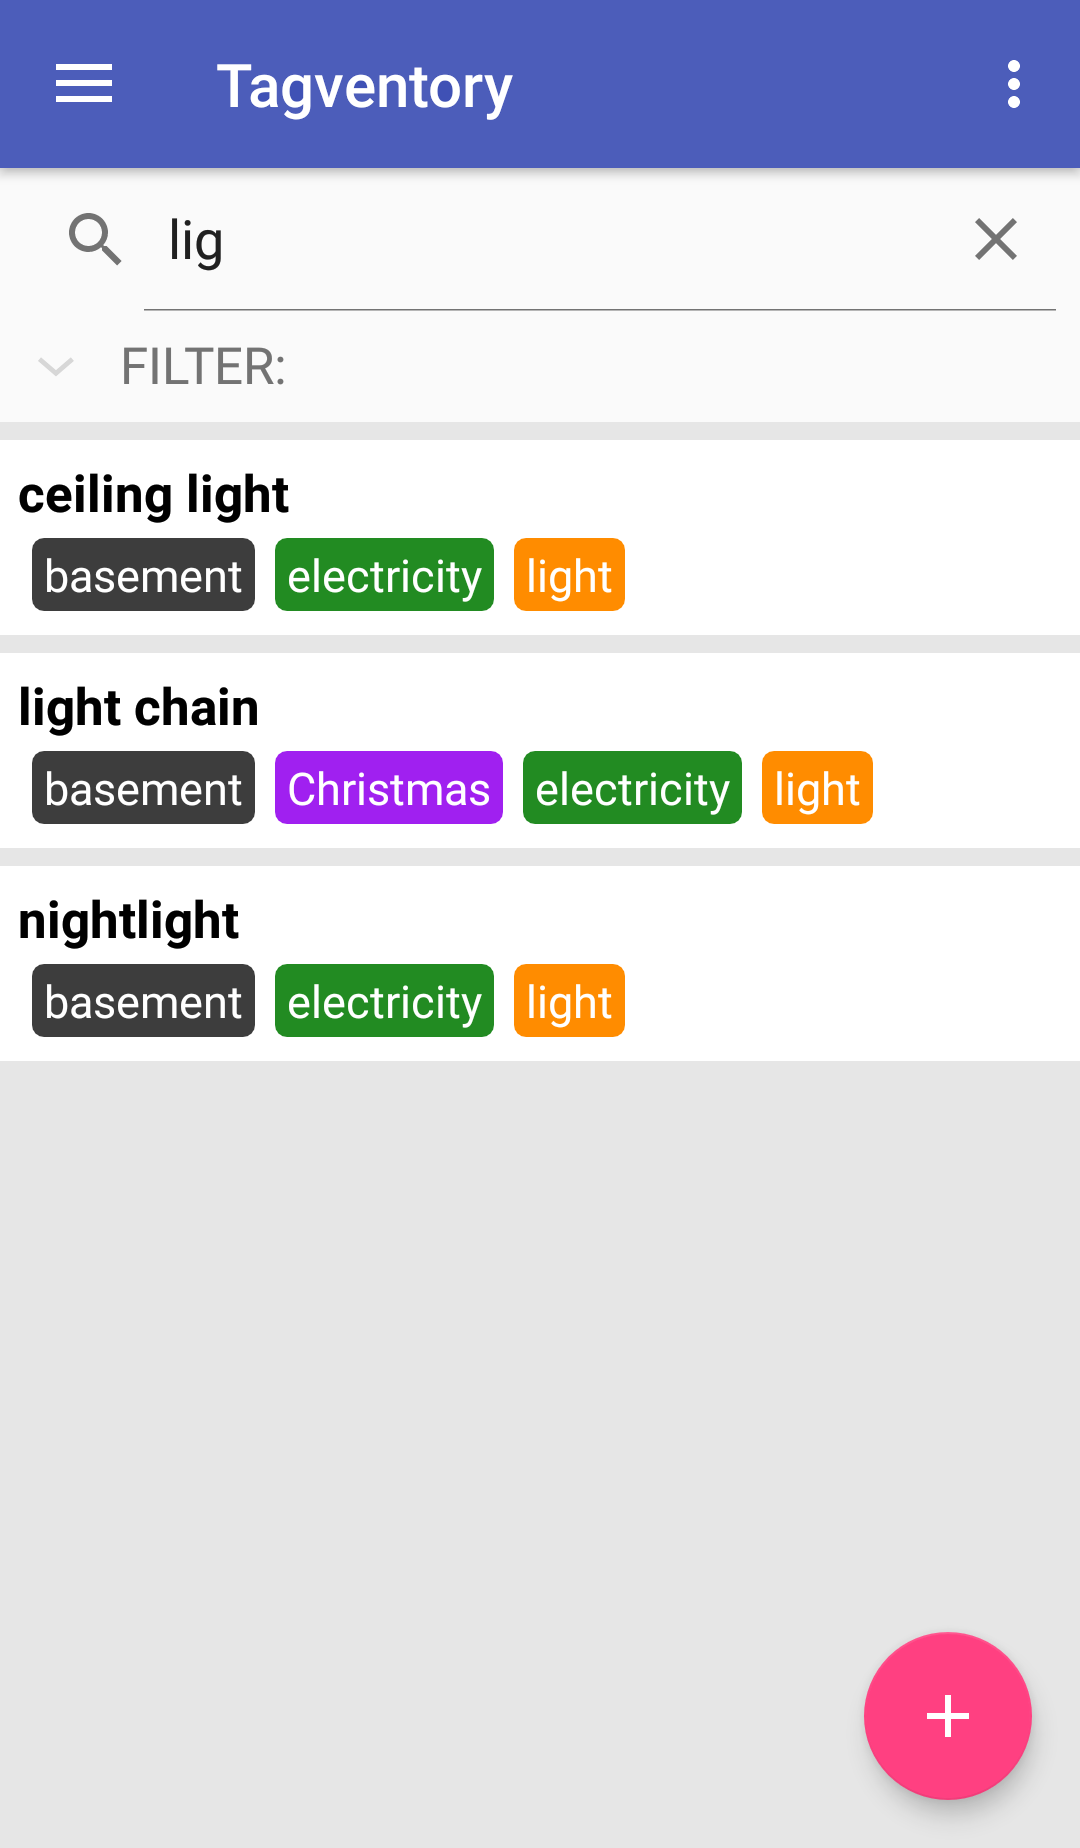 Tagventory
lig
FILTER:
ceiling light
basement electricity light
light chain
basement Christmas electricity light
nightlight
basement electricity light